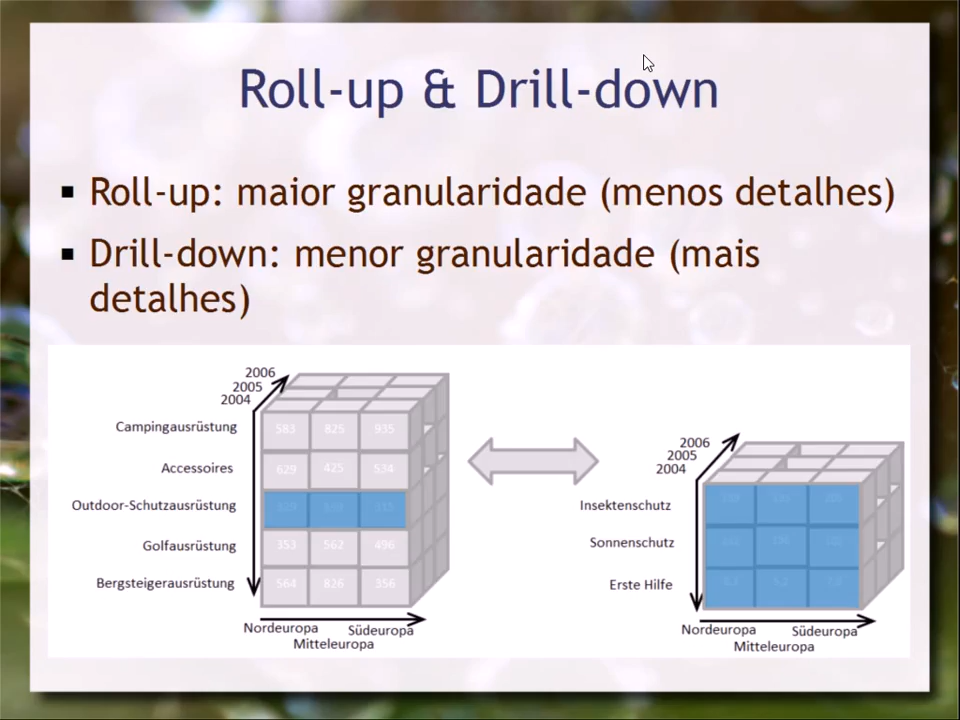 Roll-up & Drill-down
Roll-up: maior granularidade (menos detalhes)
Drill-down: menor granularidade (mais
detalhes)
2006
2005
2004
Campingausrüstung
583 825 935
Accessoires
629 425 534
Outdoor-Schutzausrüstung
Golfausrüstung
353 562 496
Bergsteigerausrüstung
564 826 356
Nordeuropa
Südeuropa
Mitteleuropa
2006
2005
2004
Insektenschutz
Sonnenschutz
Erste Hilfe
Nordeuropa
Südeuropa
Mitteleuropa